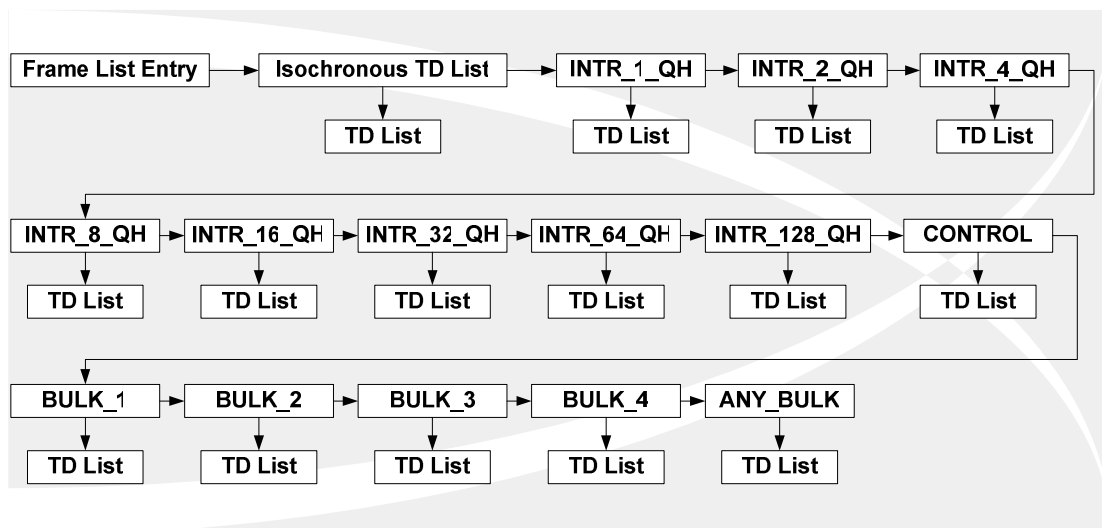 Frame List Entry
Isochronous TD List
INTR_1_QH
INTR_2_QH
INTR_4_QH
TD List
TD List
TD List
TD List
INTR_8_QH
INTR_16_QH
INTR_32_QH
INTR_64_QH
INTR_128_QH
CONTROL
TD List
TD List
TD List
TD List
TD List
TD List
BULK_1
BULK_2
BULK_3
BULK_4
ANY_BULK
TD List
TD List
TD List
TD List
TD List